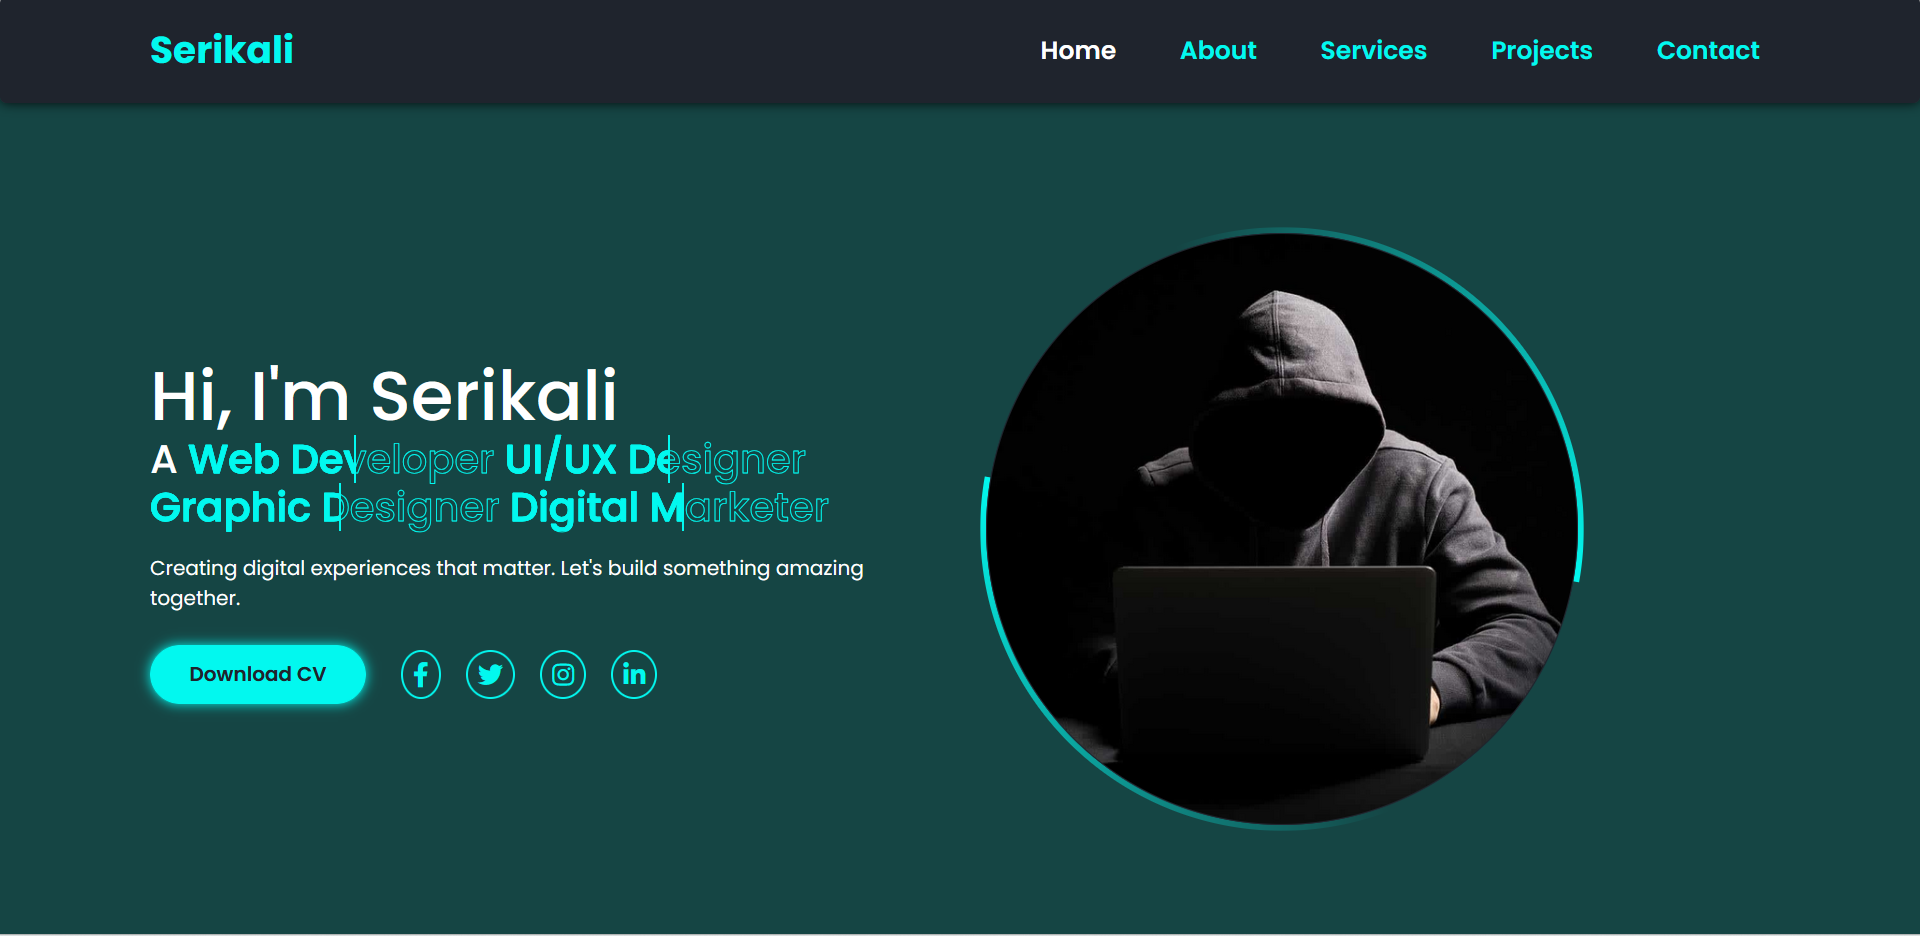 Serikali
Home About Services Projects Contact
Hi, I'm Serikali
A Web Developer UI/UX Designer
Graphic Designer Digital Marketer
Creating digital experiences that matter. Let's build something amazing
together.
Download CV